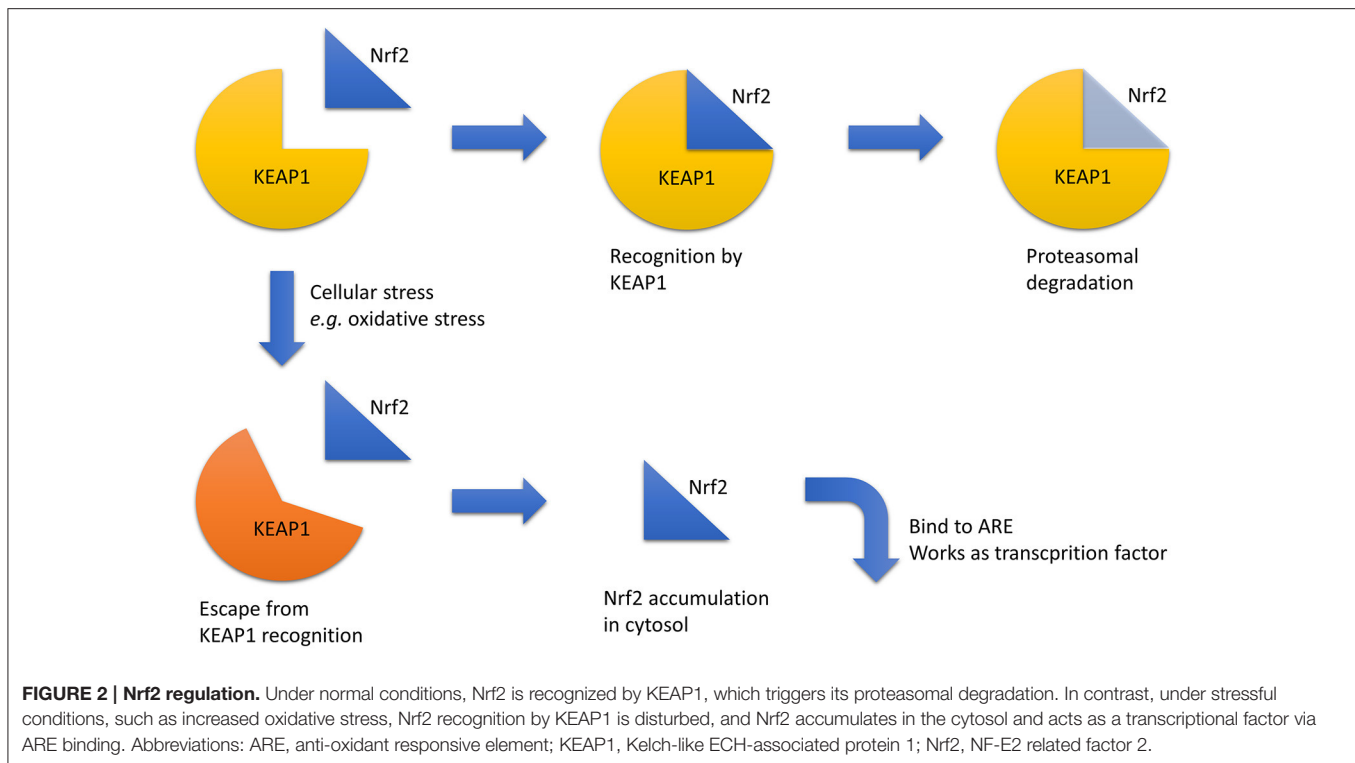 Nrf2
KEAP1
Nrf2
KEAP1
Recognition by
KEAP1
Nrf2
KEAP1
Proteasomal
degradation
Cellular stress
e.g. oxidative stress
Nrf2
KEAP1
Escape from
KEAP1 recognition
Nrf2
Nrf2 accumulation
in cytosol
Bind to ARE
Works as transcprition factor
FIGURE 2 | Nrf2 regulation. Under normal conditions, Nrf2 is recognized by KEAP1, which triggers its proteasomal degradation. In contrast, under stressful
conditions, such as increased oxidative stress, Nrf2 recognition by KEAP1 is disturbed, and Nrf2 accumulates in the cytosol and acts as a transcriptional factor via
ARE binding. Abbreviations: ARE, anti-oxidant responsive element; KEAP1, Kelch-like ECH-associated protein 1; Nrf2, NF-E2 related factor 2.